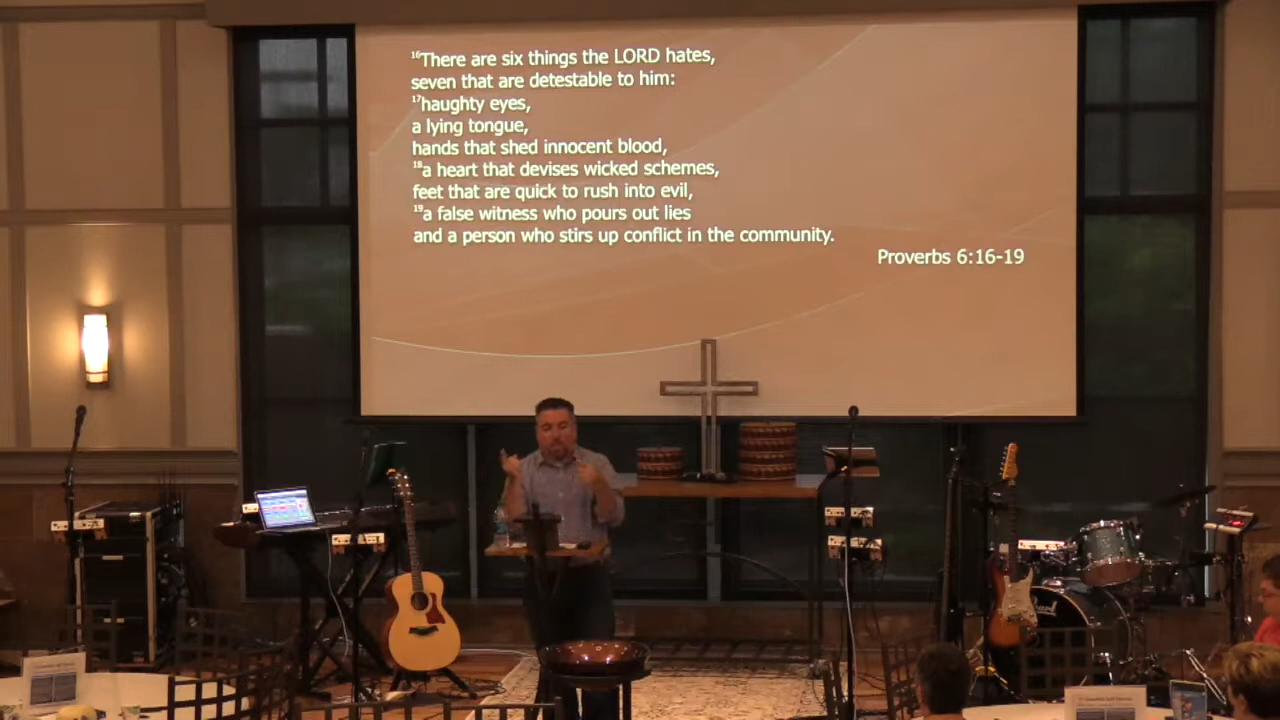 ¹⁶There are six things the LORD hates,
seven that are detestable to him:
¹⁷haughty eyes,
a lying tongue,
hands that shed innocent blood,
¹⁸a heart that devises wicked schemes,
feet that are quick to rush into evil,
¹⁹a false witness who pours out lies
and a person who stirs up conflict in the community.
Proverbs 6:16-19